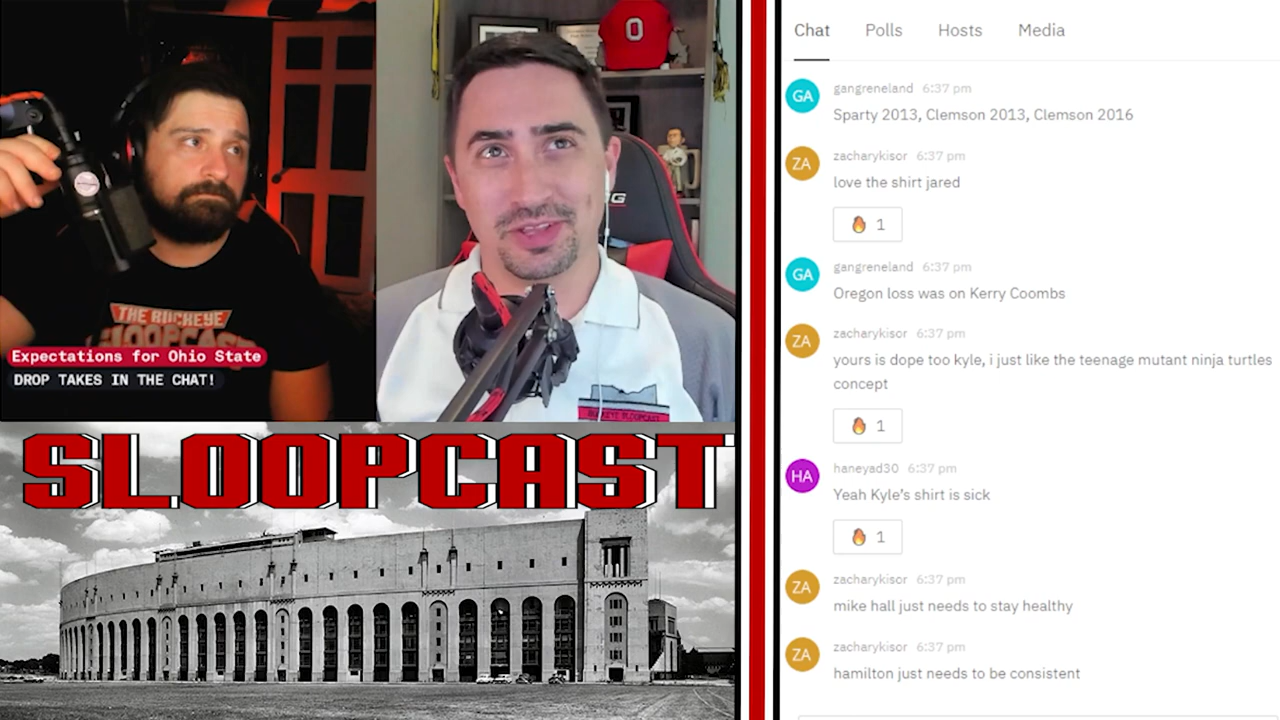 O
G
THE BUCKEYE
SLOOPCAST
BUCKEYE SLOOPCAST
Expectations for Ohio State
DROP TAKES IN THE CHAT!
SLOOPCAST
Chat Polls Hosts Media
GA gangreneland 6:37 pm
Sparty 2013, Clemson 2013, Clemson 2016
ZA zacharykisor 6:37 pm
love the shirt jared
1
GA gangreneland 6:37 pm
Oregon loss was on Kerry Coombs
ZA zacharykisor 6:37 pm
yours is dope too kyle, i just like the teenage mutant ninja turtles
concept
1
HA haneyad30 6:37 pm
Yeah Kyle's shirt is sick
1
ZA zacharykisor 6:37 pm
mike hall just needs to stay healthy
ZA zacharykisor 6:37 pm
hamilton just needs to be consistent